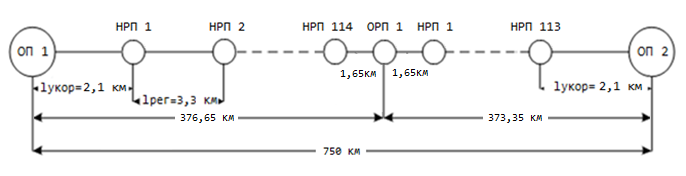 НРП 1 НРП 2 НРП 114 ОРП 1 НРП 1 НРП 113
ОП 1 ОП 2
1,65км 1,65км
lукор=2,1 км lукор= 2,1 км
lрег=3,3 км
376,65 км 373,35 км
750 км